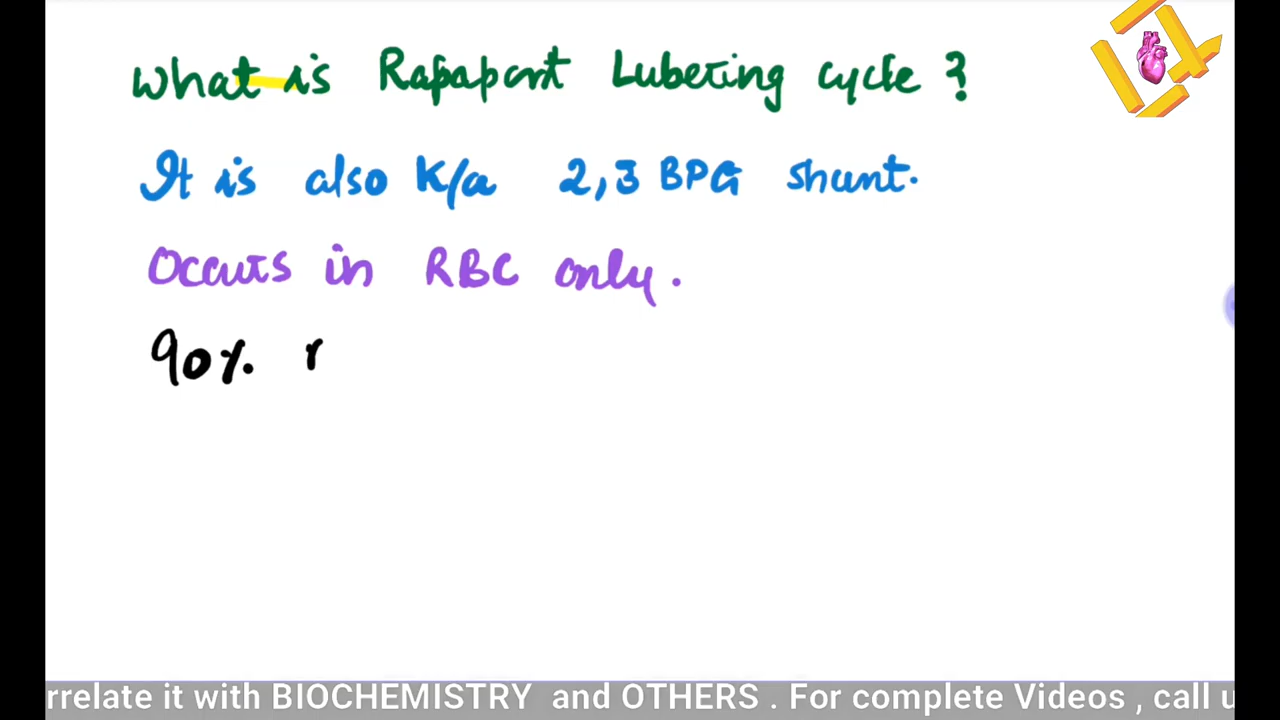 What is Rapaport Lubering cycle ?
It is also K/a 2,3 BPG shunt.
Occurs in RBC only.
90% r
rrelate it with BIOCHEMISTRY and OTHERS . For complete Videos , call u